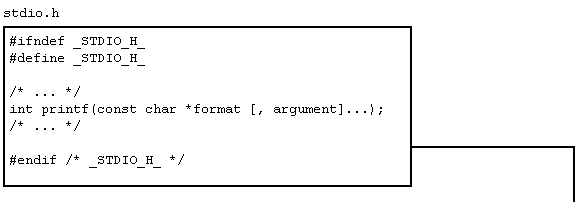 stdio.h
#ifndef _STDIO_H_
#define _STDIO_H_
/* ... */
int printf(const char *format [, argument]...);
/* ... */
#endif /* _STDIO_H_ */